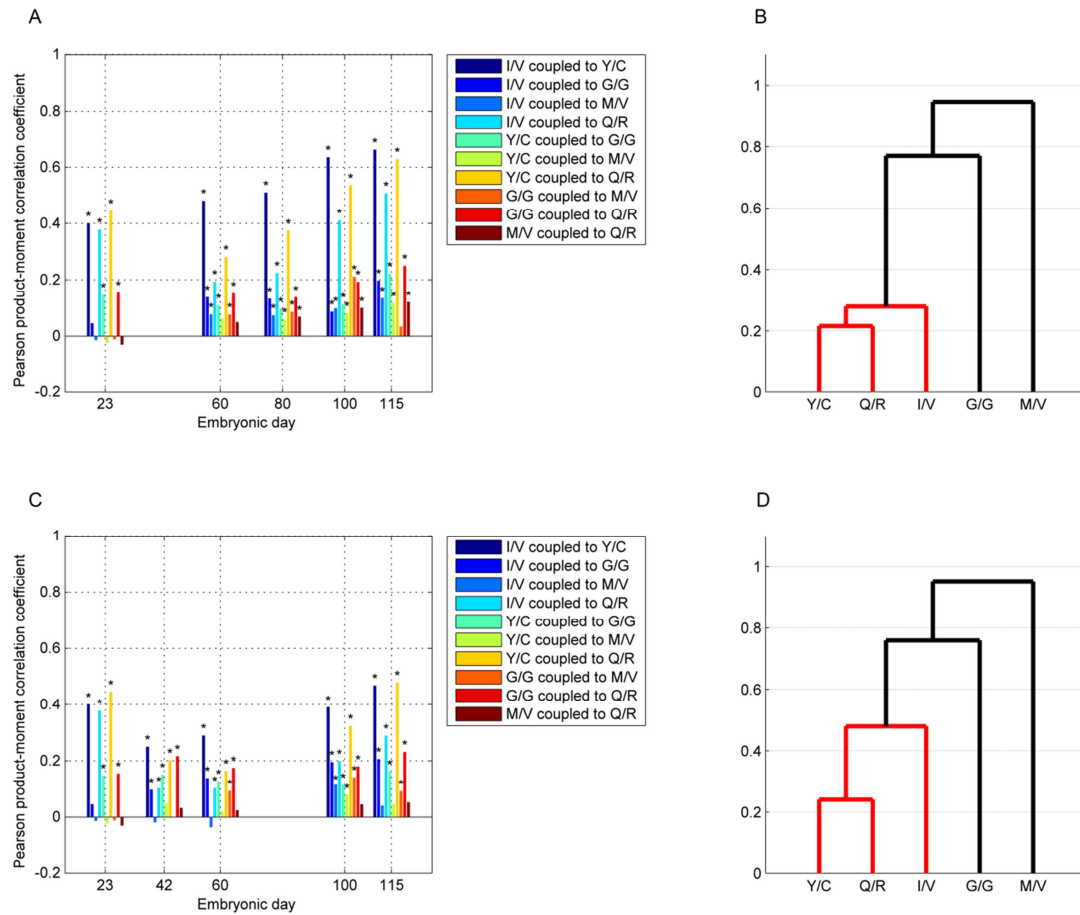 A
Pearson product-moment correlation coefficient
1
0.8
0.6
0.4
0.2
0
-0.2
23
60
80
100
115
Embryonic day
I/V coupled to Y/C
I/V coupled to G/G
I/V coupled to M/V
I/V coupled to Q/R
Y/C coupled to G/G
Y/C coupled to M/V
Y/C coupled to Q/R
G/G coupled to M/V
G/G coupled to Q/R
M/V coupled to Q/R
B
1
0.8
0.6
0.4
0.2
0
Y/C
Q/R
I/V
G/G
M/V
C
Pearson product-moment correlation coefficient
1
0.8
0.6
0.4
0.2
0
-0.2
23
42
60
100
115
Embryonic day
I/V coupled to Y/C
I/V coupled to G/G
I/V coupled to M/V
I/V coupled to Q/R
Y/C coupled to G/G
Y/C coupled to M/V
Y/C coupled to Q/R
G/G coupled to M/V
G/G coupled to Q/R
M/V coupled to Q/R
D
1
0.8
0.6
0.4
0.2
0
Y/C
Q/R
I/V
G/G
M/V